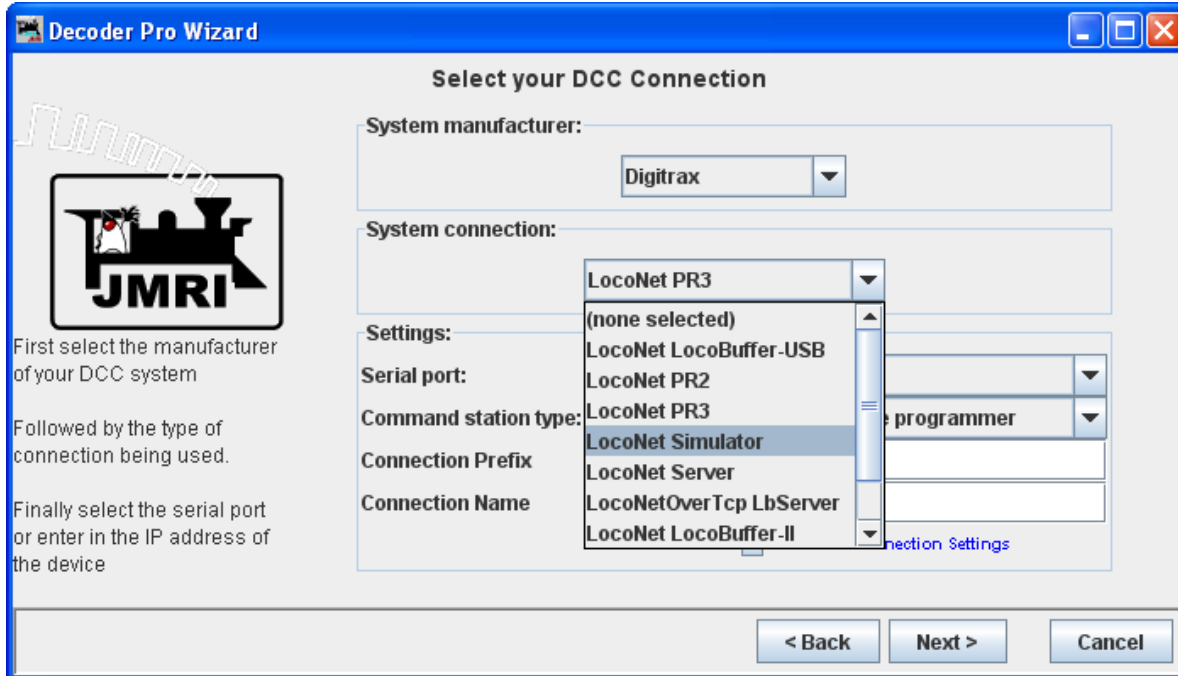 Decoder Pro Wizard
Select your DCC Connection
System manufacturer:
Digitrax
System connection:
LocoNet PR3
(none selected)
LocoNet LocoBuffer-USB
LocoNet PR2
LocoNet PR3
LocoNet Simulator
LocoNet Server
LocoNetOverTcp LbServer
LocoNet LocoBuffer-II
Settings:
Serial port:
Command station type:
programmer
Connection Prefix
Connection Name
nection Settings
JMRI
First select the manufacturer
of your DCC system
Followed by the type of
connection being used.
Finally select the serial port
or enter in the IP address of
the device
< Back
Next >
Cancel